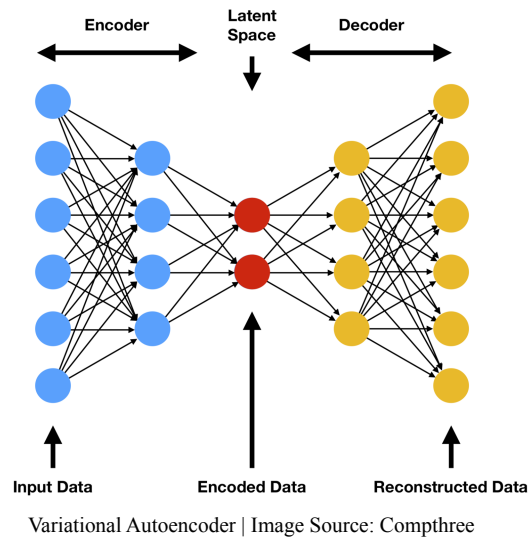 Encoder
Latent
Space
Decoder
Input Data
Encoded Data
Reconstructed Data
Variational Autoencoder | Image Source: Compthree